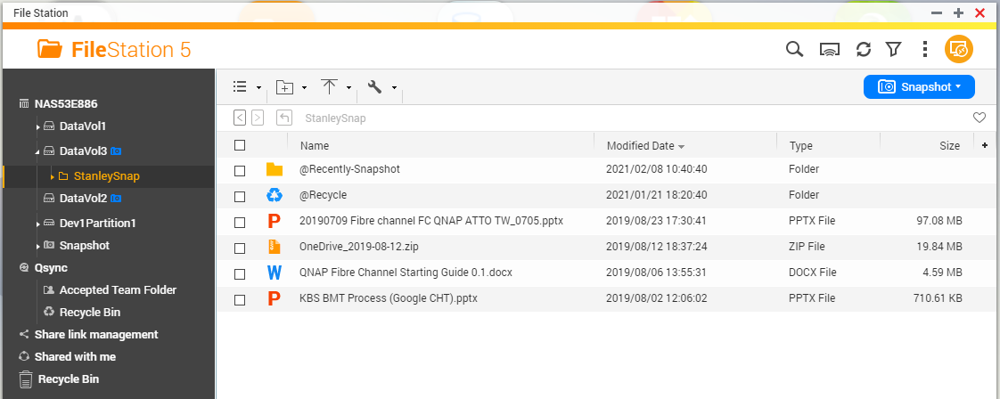 File Station
FileStation 5
NAS53E886
DataVol1
DataVol3
StanleySnap
DataVol2
Dev1Partition1
Snapshot
Qsync
Accepted Team Folder
Recycle Bin
Share link management
Shared with me
Recycle Bin
Snapshot
StanleySnap
Name Modified Date Type Size
@Recently-Snapshot 2021/02/08 10:40:40 Folder
@Recycle 2021/01/21 18:20:40 Folder
20190709 Fibre channel FC QNAP ATTO TW_0705.pptx 2019/08/23 17:30:41 PPTX File 97.08 MB
OneDrive_2019-08-12.zip 2019/08/12 18:37:24 ZIP File 19.84 MB
QNAP Fibre Channel Starting Guide 0.1.docx 2019/08/06 13:55:31 DOCX File 4.59 MB
KBS BMT Process (Google CHT).pptx 2019/08/02 12:06:02 PPTX File 710.61 KB